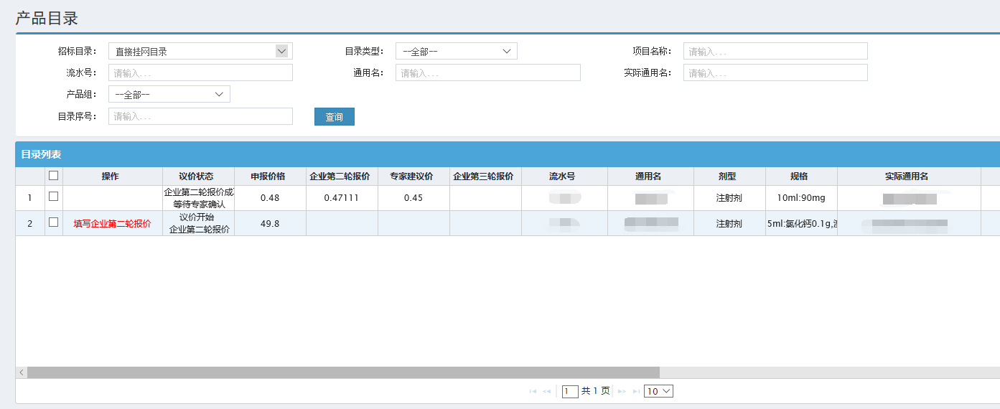 产品目录
招标目录： 直接挂网目录 目录类型： --全部-- 项目名称： 请输入...
流水号： 请输入... 通用名： 请输入... 实际通用名： 请输入...
产品组： --全部--
目录序号： 请输入... 查询
目录列表
操作 议价状态 申报价格 企业第二轮报价 专家建议价 企业第三轮报价 流水号 通用名 剂型 规格 实际通用名
1 企业第二轮报价成 0.48 0.47111 0.45 注射剂 10ml:90mg
等待专家确认
2 填写企业第二轮报价 议价开始 49.8 注射剂 5ml:氯化钙0.1g,
企业第二轮报价
1 共 1 页 10